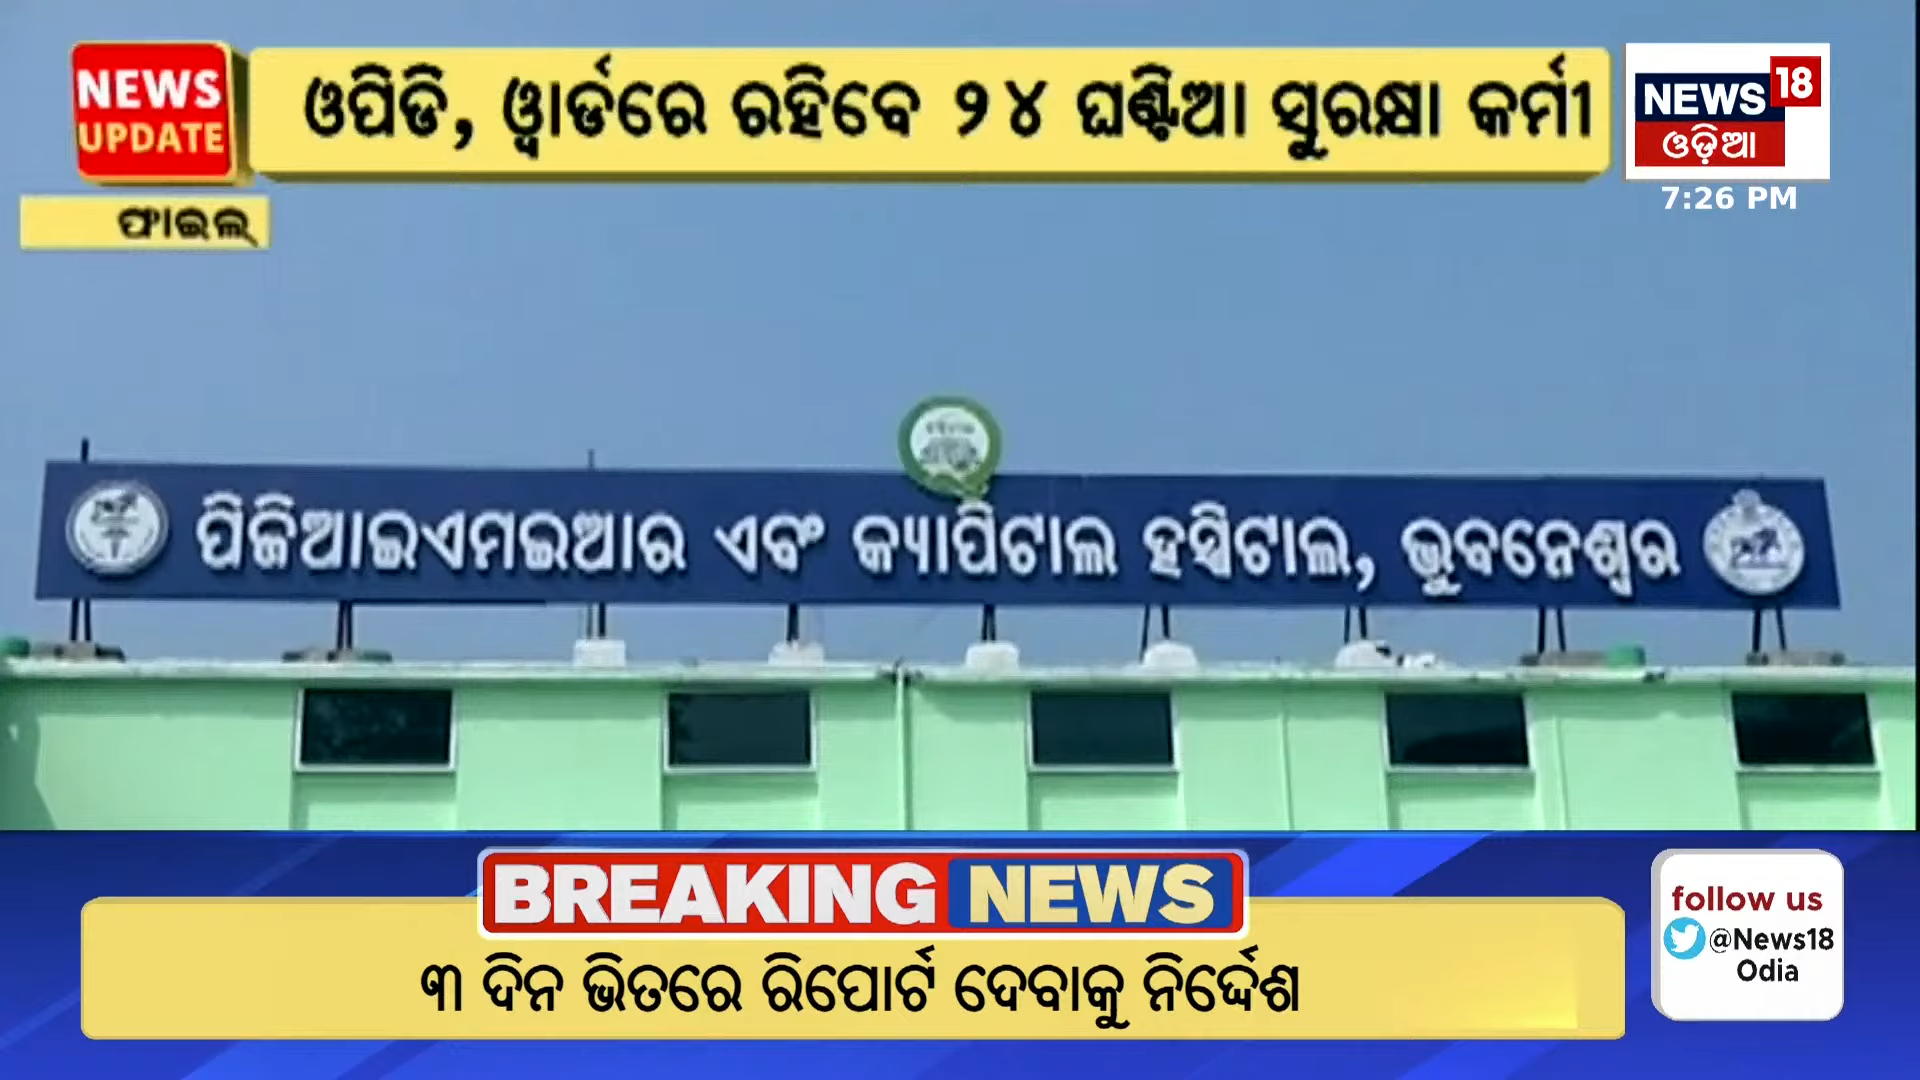 NEWS
UPDATE
ଓପିଡି, ୱାର୍ଡରେ ରହିବେ ୨୪ ଘଣ୍ଟିଆ ସୁରକ୍ଷା କର୍ମୀ
NEWS 18
ଓଡ଼ିଆ
7:26 PM
ଫାଇଲ୍
ପିଜିଆଇଏମଇଆର ଏବଂ କ୍ୟାପିଟାଲ ହସ୍ପିଟାଲ, ଭୁବନେଶ୍ୱର
BREAKING NEWS
୩ ଦିନ ଭିତରେ ରିପୋର୍ଟ ଦେବାକୁ ନିର୍ଦ୍ଦେଶ
follow us
@News18
Odia